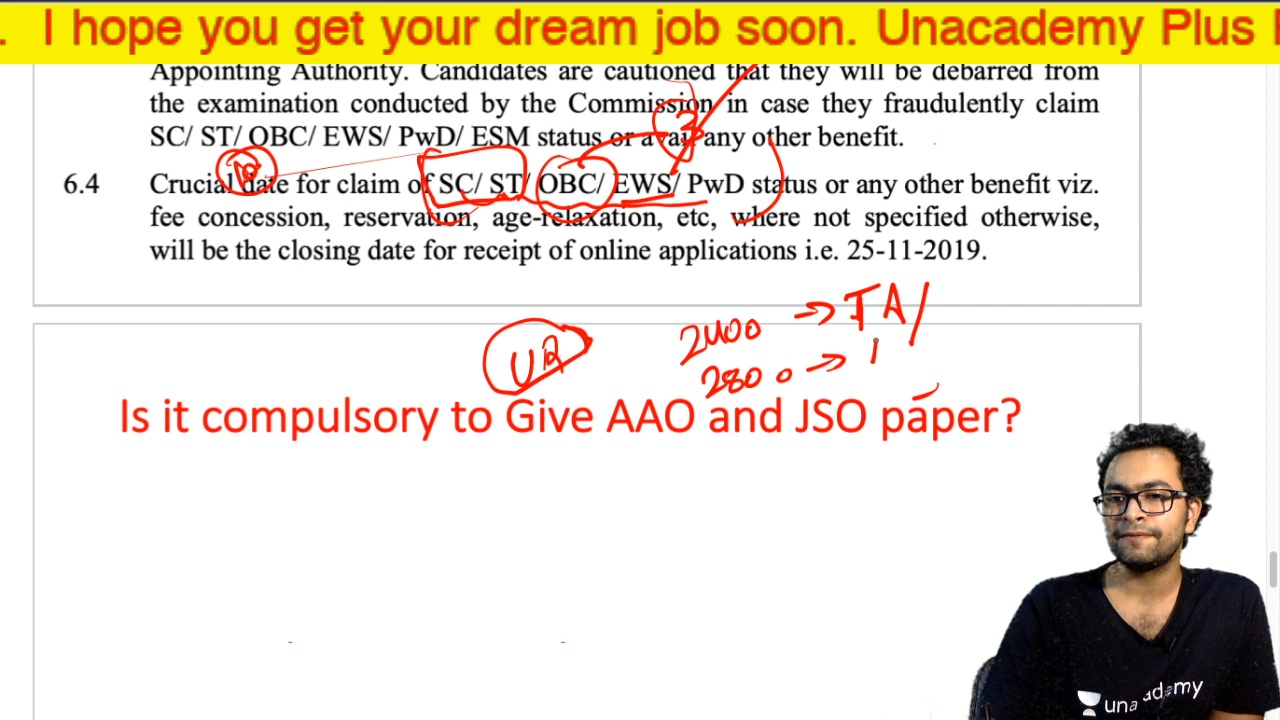 . I hope you get your dream job soon. Unacademy Plus
Appointing Authority. Candidates are cautioned that they will be debarred from
the examination conducted by the Commission in case they fraudulently claim
SC/ ST/ OBC/ EWS/ PwD/ ESM status or avail any other benefit.
3
10
6.4 Crucial date for claim of SC/ ST/ OBC/ EWS/ PwD status or any other benefit viz.
fee concession, reservation, age-relaxation, etc, where not specified otherwise,
will be the closing date for receipt of online applications i.e. 25-11-2019.
UR
2400 → TA/
2800 →
Is it compulsory to Give AAO and JSO paper?
unacademy